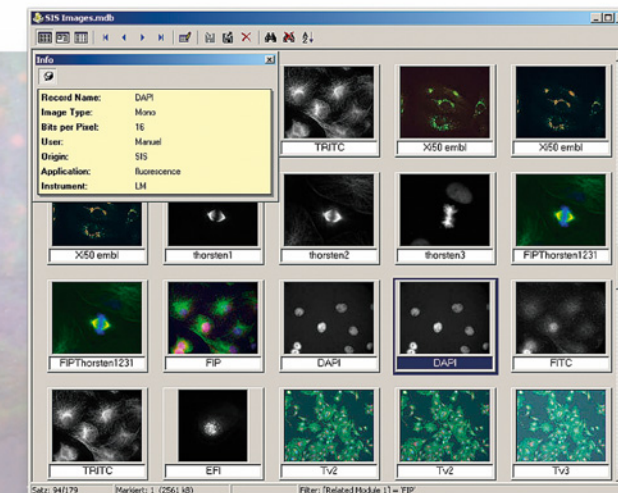 SIS Images.mdb
Info
Record Name: DAPI
Image Type: Mono
Bits per Pixel: 16
User: Manuel
Origin: SIS
Application: fluorescence
Instrument: LM
TRITC
Xl50 embl
Xl50 embl
Xl50 embl
thorsten1
thorsten2
thorsten3
FIPThorsten1231
FIPThorsten1231
FIP
DAPI
DAPI
FITC
TRITC
EFI
Tv2
Tv2
Tv3
Satz: 94/179
Markiert: 1 (2561 kB)
Filter: [Related Module 1] = 'FIP'